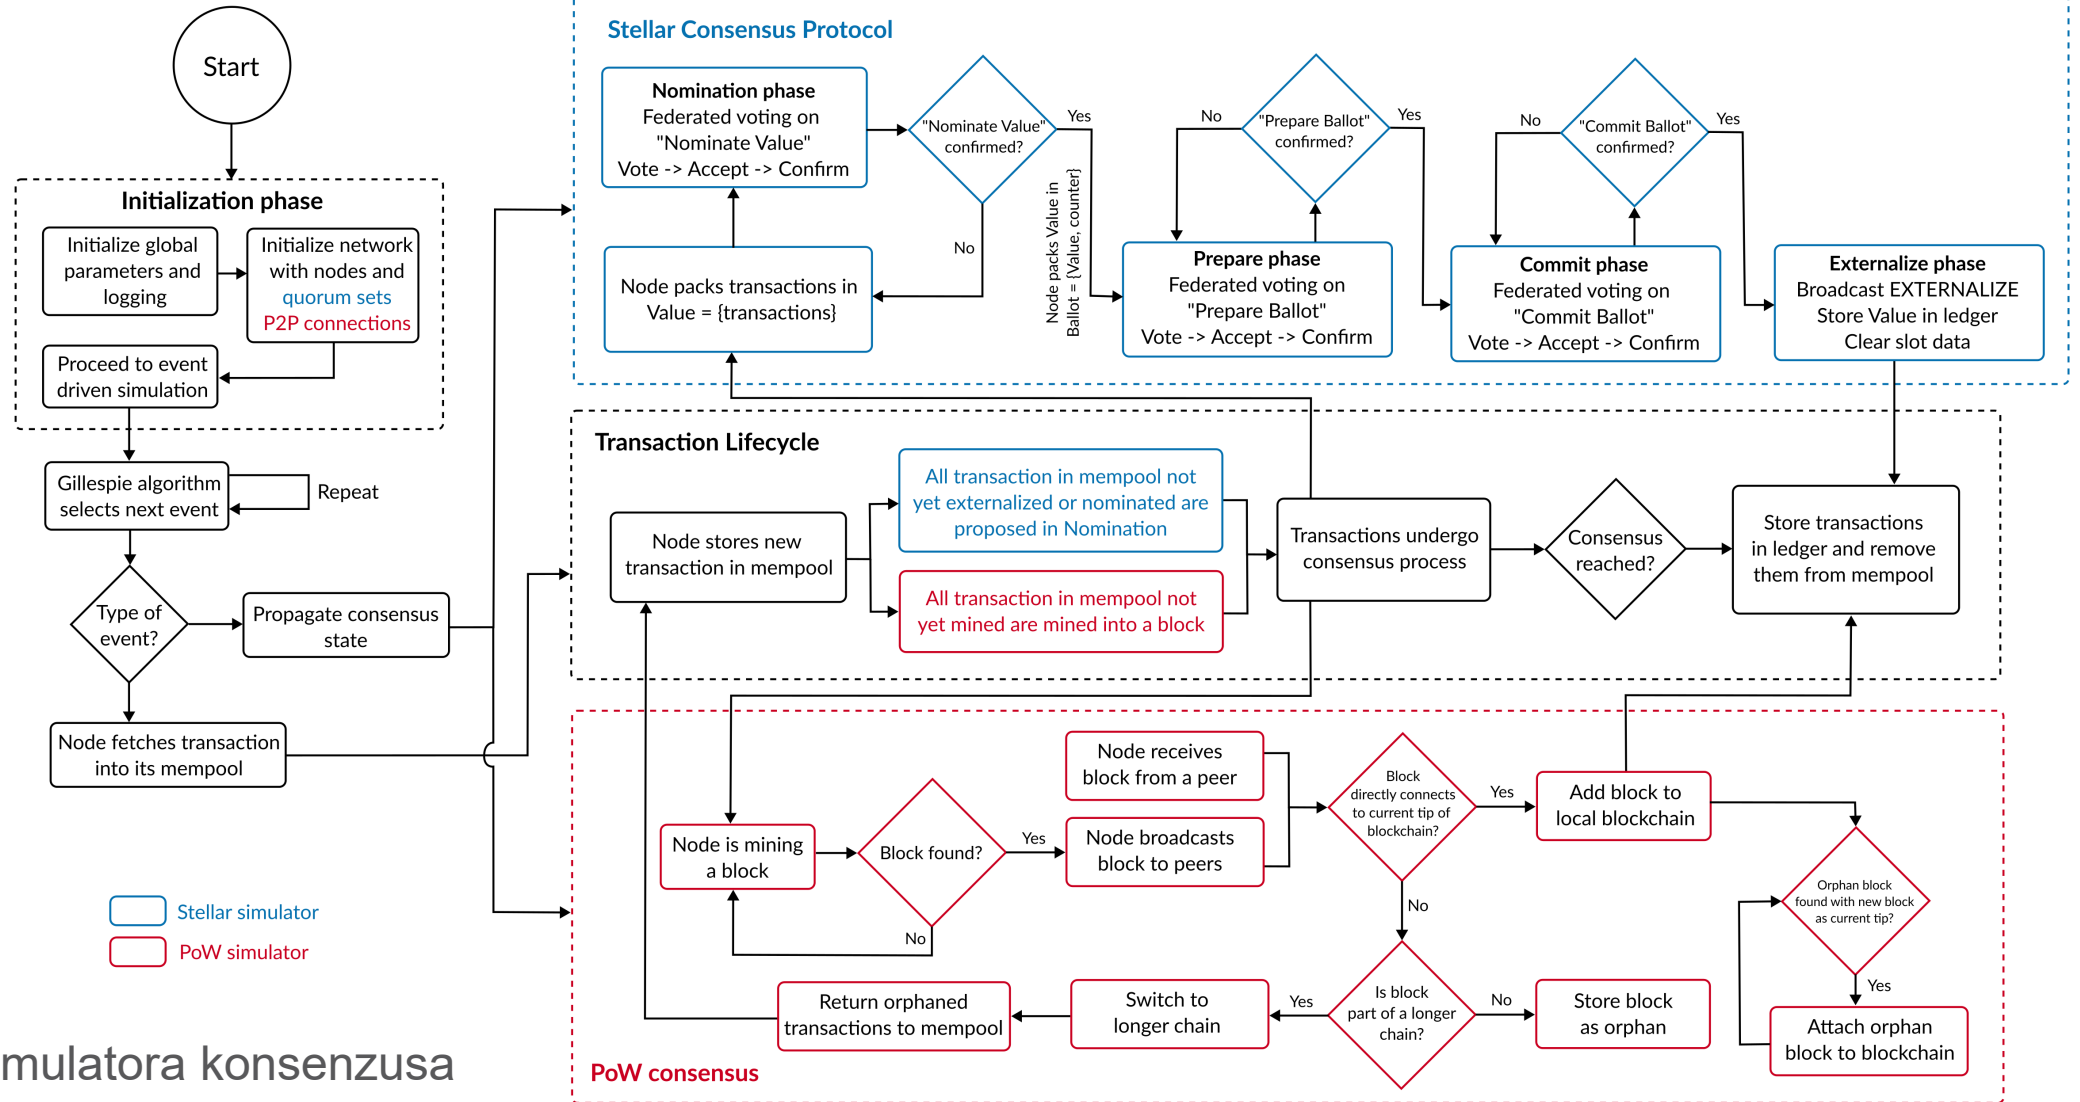 Start
Initialization phase
Initialize global
parameters and
logging
Initialize network
with nodes and
quorum sets
P2P connections
Proceed to event
driven simulation
Gillespie algorithm
selects next event
Repeat
Type of
event?
Propagate consensus
state
Node fetches transaction
into its mempool
Stellar simulator
PoW simulator
mulatora konsenzusa
Stellar Consensus Protocol
Nomination phase
Federated voting on
"Nominate Value"
Vote -> Accept -> Confirm
"Nominate Value"
confirmed?
Yes
No
Node packs transactions in
Value = {transactions}
Node packs Value in
Ballot = {Value, counter}
"Prepare Ballot"
confirmed?
No
Yes
Prepare phase
Federated voting on
"Prepare Ballot"
Vote -> Accept -> Confirm
"Commit Ballot"
confirmed?
No
Yes
Commit phase
Federated voting on
"Commit Ballot"
Vote -> Accept -> Confirm
Externalize phase
Broadcast EXTERNALIZE
Store Value in ledger
Clear slot data
Transaction Lifecycle
Node stores new
transaction in mempool
All transaction in mempool not
yet externalized or nominated are
proposed in Nomination
All transaction in mempool not
yet mined are mined into a block
Transactions undergo
consensus process
Consensus
reached?
Store transactions
in ledger and remove
them from mempool
Node is mining
a block
Block found?
Yes
No
Node receives
block from a peer
Node broadcasts
block to peers
Block
directly connects
to current tip of
blockchain?
Yes
No
Add block to
local blockchain
Orphan block
found with new block
as current tip?
Yes
Attach orphan
block to blockchain
Is block
part of a longer
chain?
Yes
No
Store block
as orphan
Switch to
longer chain
Return orphaned
transactions to mempool
PoW consensus